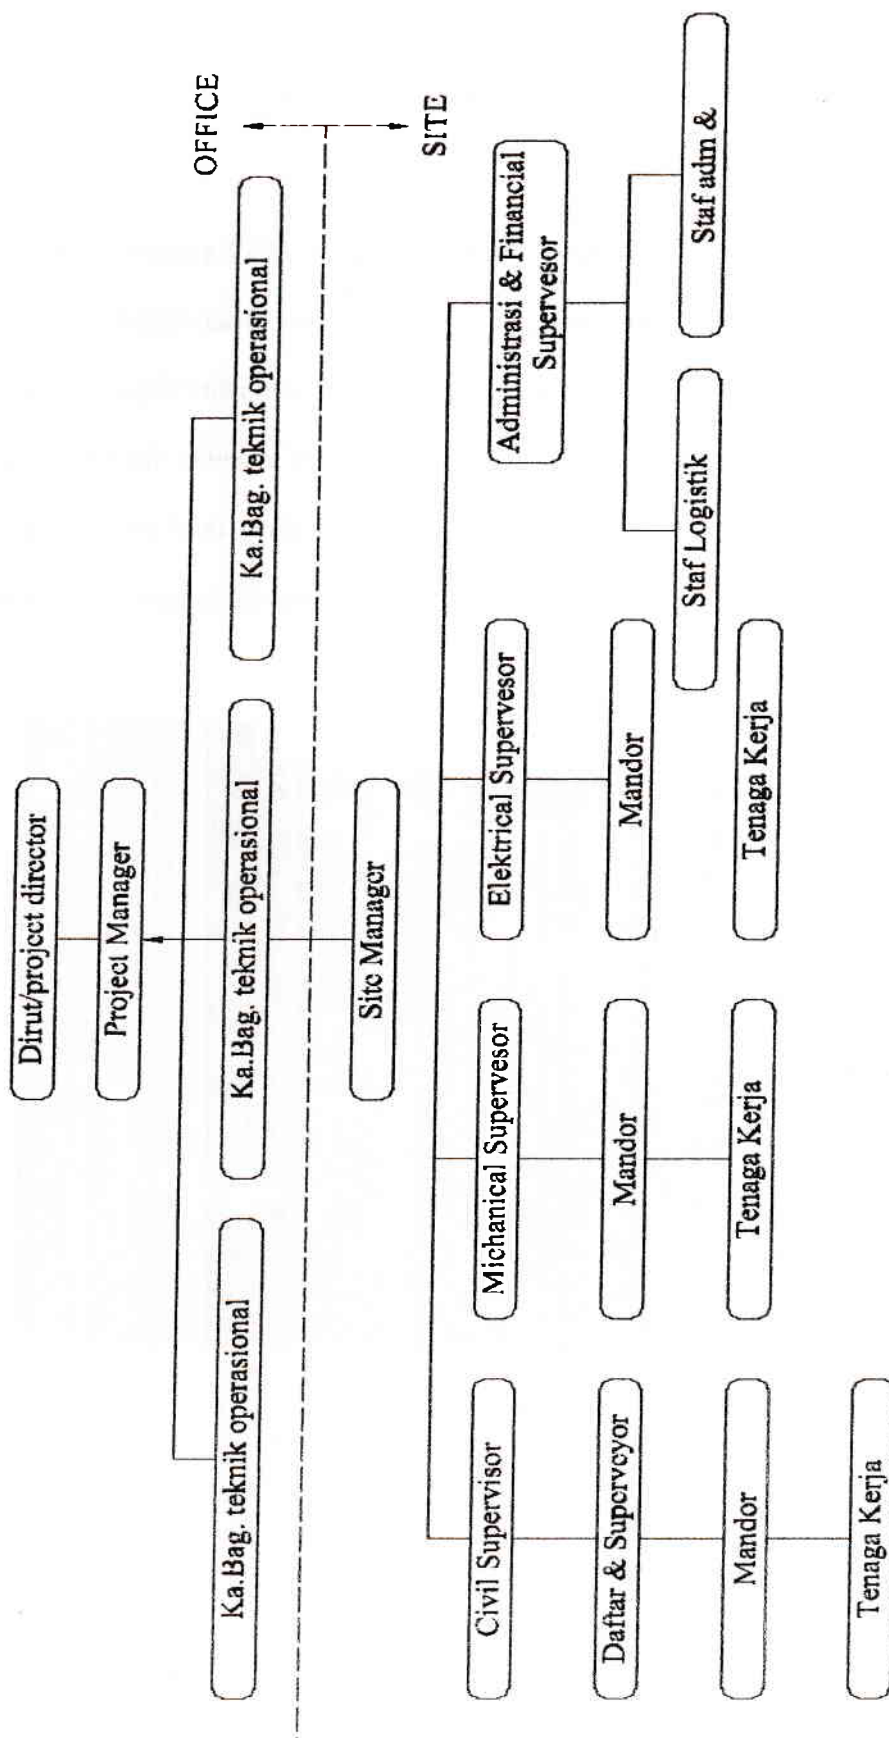 Dirut/project director
Project Manager
OFFICE
Ka.Bag. teknik operasional
Ka.Bag. teknik operasional
Ka.Bag. teknik operasional
SITE
Site Manager
Civil Supervisor
Michanical Supervesor
Elektrical Supervesor
Administrasi & Financial
Supervesor
Daftar & Supervcyor
Mandor
Mandor
Staf Logistik
Staf adm &
Mandor
Tenaga Kerja
Tenaga Kerja
Tenaga Kerja